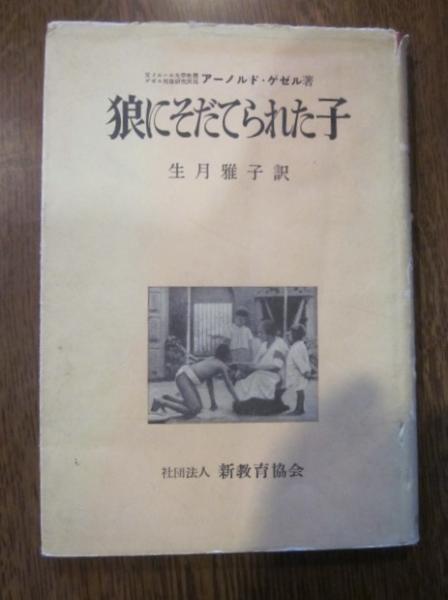 アーノルド・ゲゼル著
狼にそだてられた子
生月雅子訳
社団法人 新教育協会